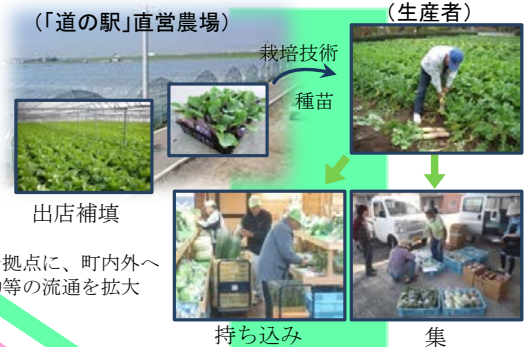 (「道の駅」直営農場)
(生産者)
栽培技術
種苗
出店補填
拠点に、町内外へ
等の流通を拡大
持ち込み
集